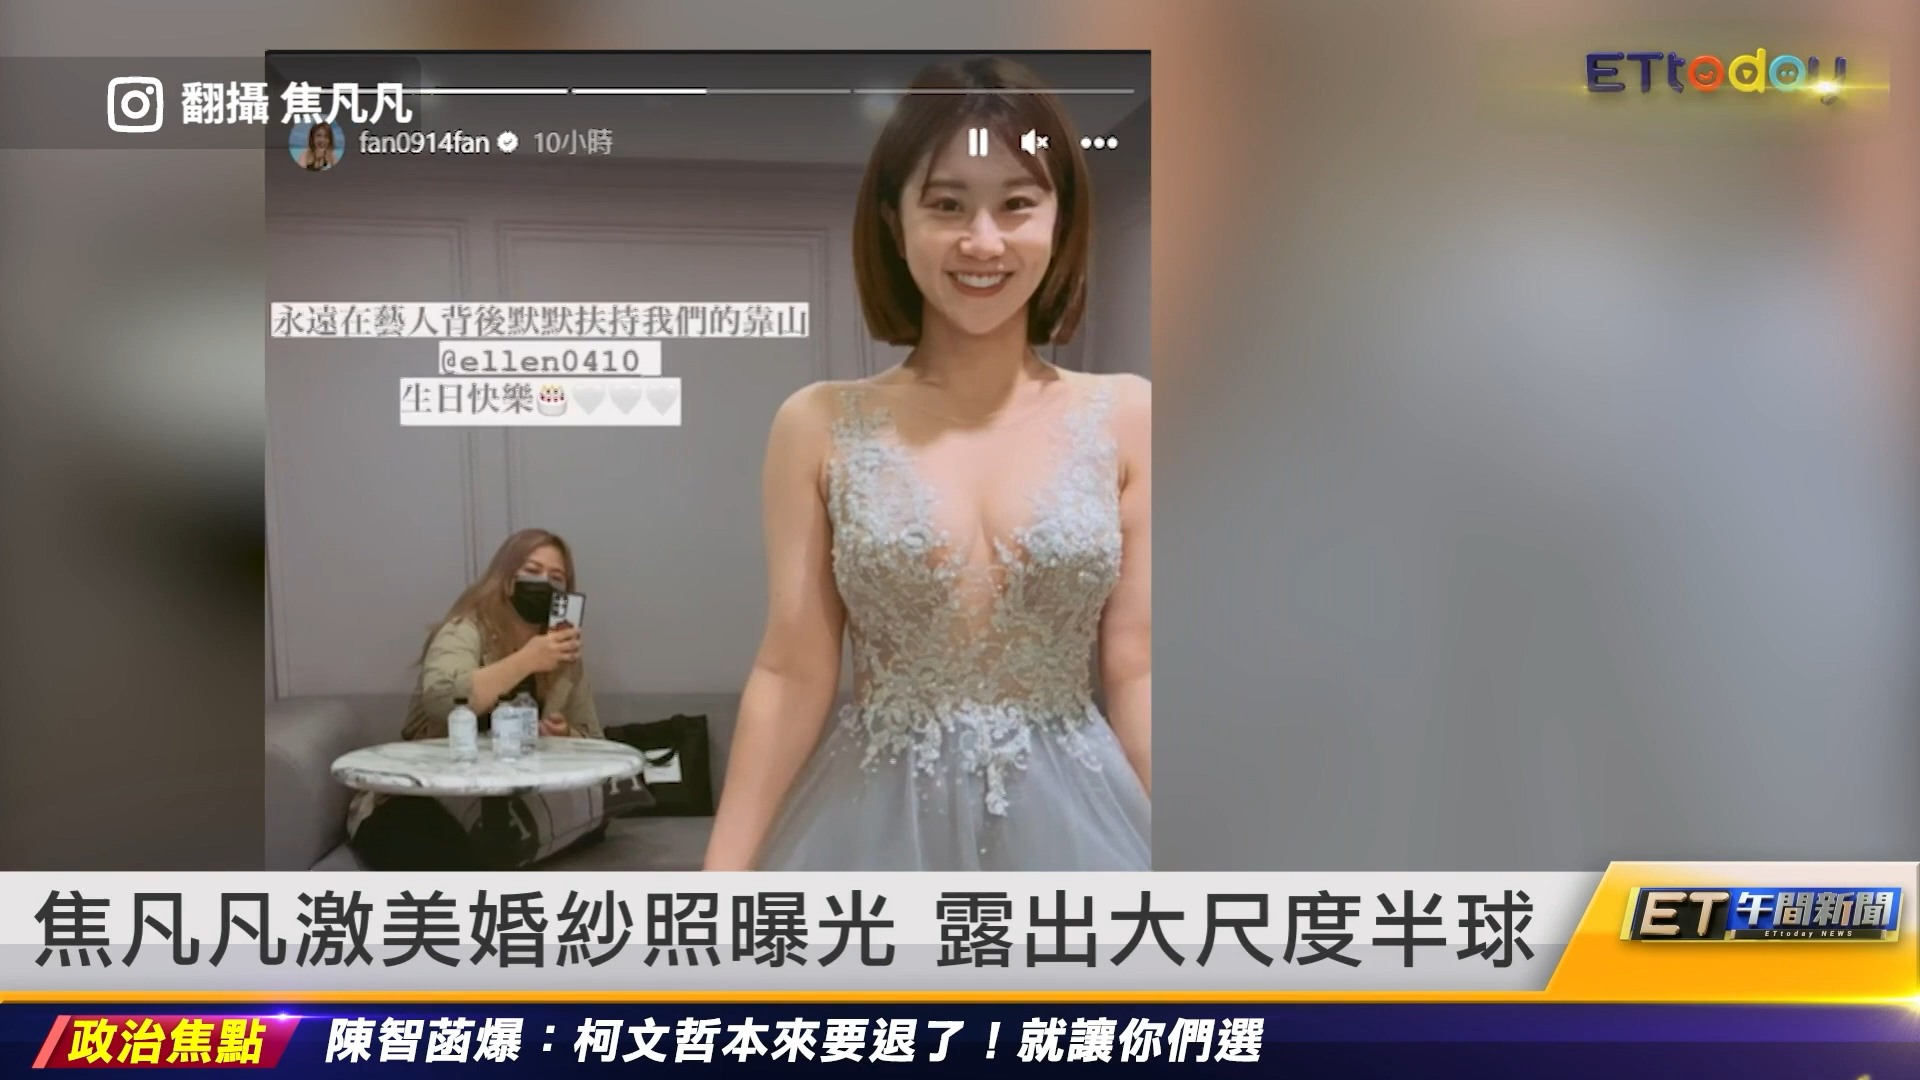 翻攝 焦凡凡
ETtoday
fan0914fan 10小時
永遠在藝人背後默默扶持我們的靠山
@ellen0410
生日快樂🎂🤍🤍🤍
焦凡凡激美婚紗照曝光 露出大尺度半球
ET午間新聞
ETtoday NEWS
政治焦點 陳智菡爆：柯文哲本來要退了！就讓你們選